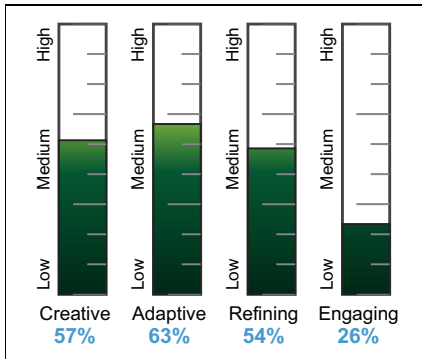 High High High High
Medium Medium Medium Medium
Low Low Low Low
Creative Adaptive Refining Engaging
57% 63% 54% 26%